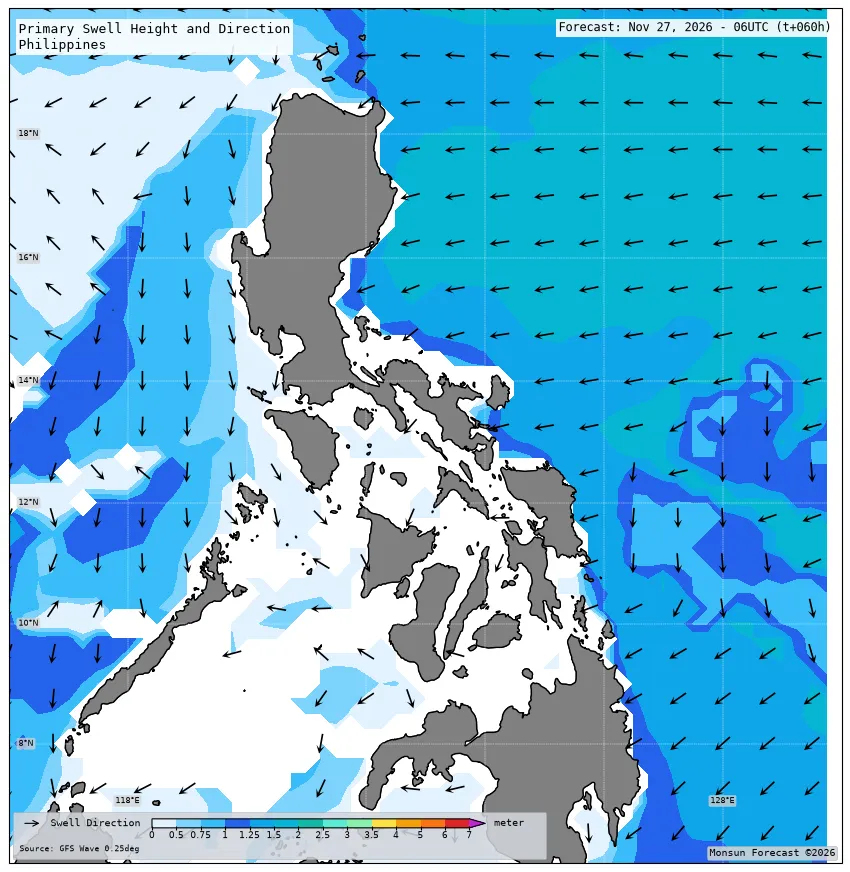 Primary Swell Height and Direction
Philippines
Forecast: Nov 27, 2026 - 06UTC (t+060h)
18°N
16°N
14°N
12°N
10°N
8°N
118°E
128°E
Swell Direction
0 0.5 0.75 1 1.25 1.5 2 2.5 3 3.5 4 5 6 7
meter
Source: GFS Wave 0.25deg
Monsun Forecast ©2026